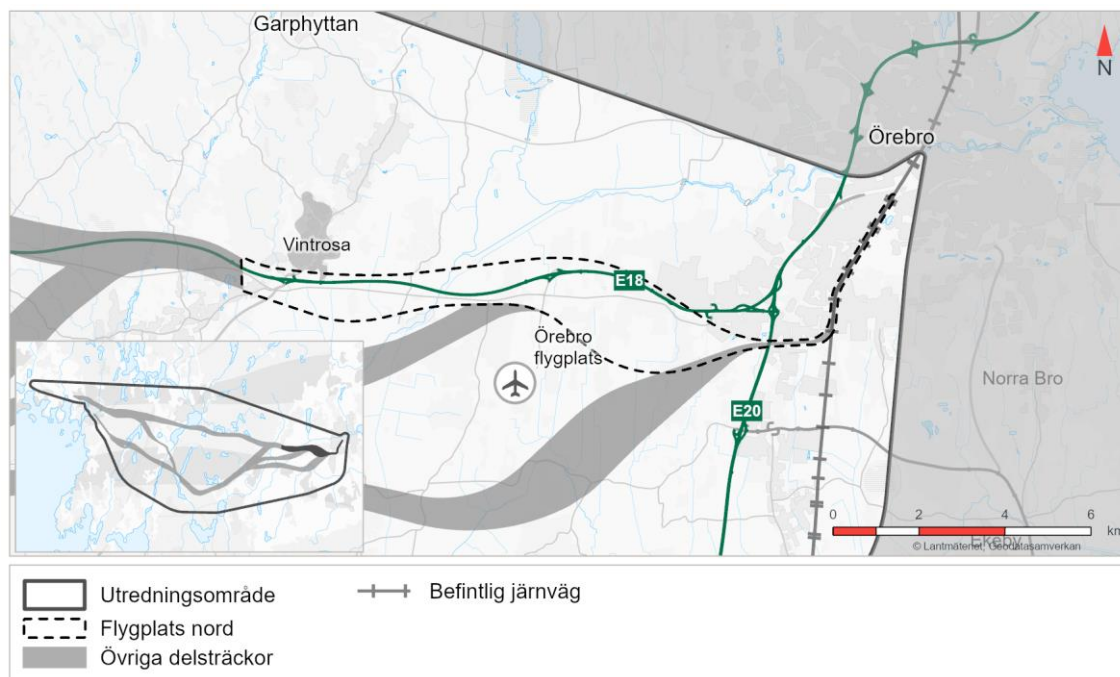 Garphyttan
N
Örebro
Vintrosa
E18
Örebro
flygplats
Norra Bro
E20
0 2 4 6
km
© Lantmäteriet, Geodatasamverkan
Ekeby
Utredningsområde
Befintlig järnväg
Flygplats nord
Övriga delsträckor